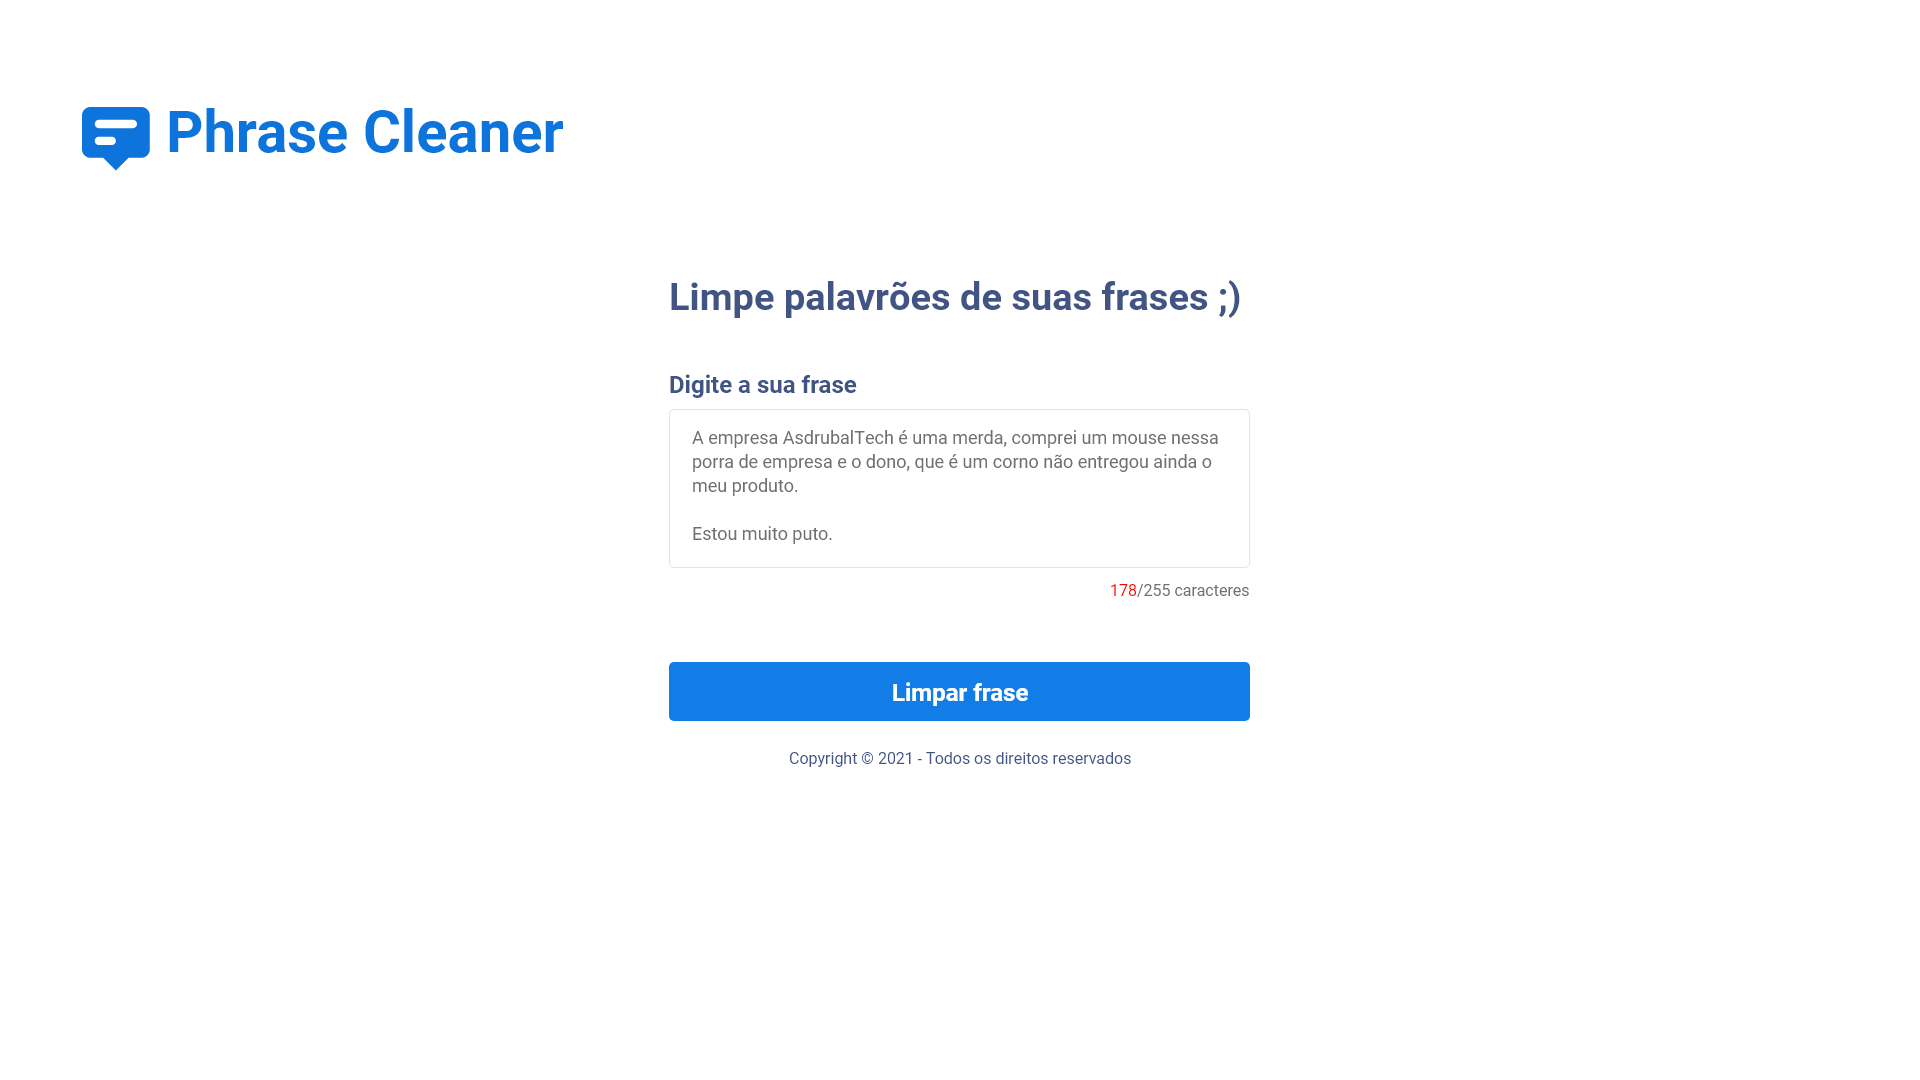 Phrase Cleaner
Limpe palavrões de suas frases ;)
Digite a sua frase
A empresa AsdrubalTech é uma merda, comprei um mouse nessa
porra de empresa e o dono, que é um corno não entregou ainda o
meu produto.
Estou muito puto.
178/255 caracteres
Limpar frase
Copyright © 2021 - Todos os direitos reservados